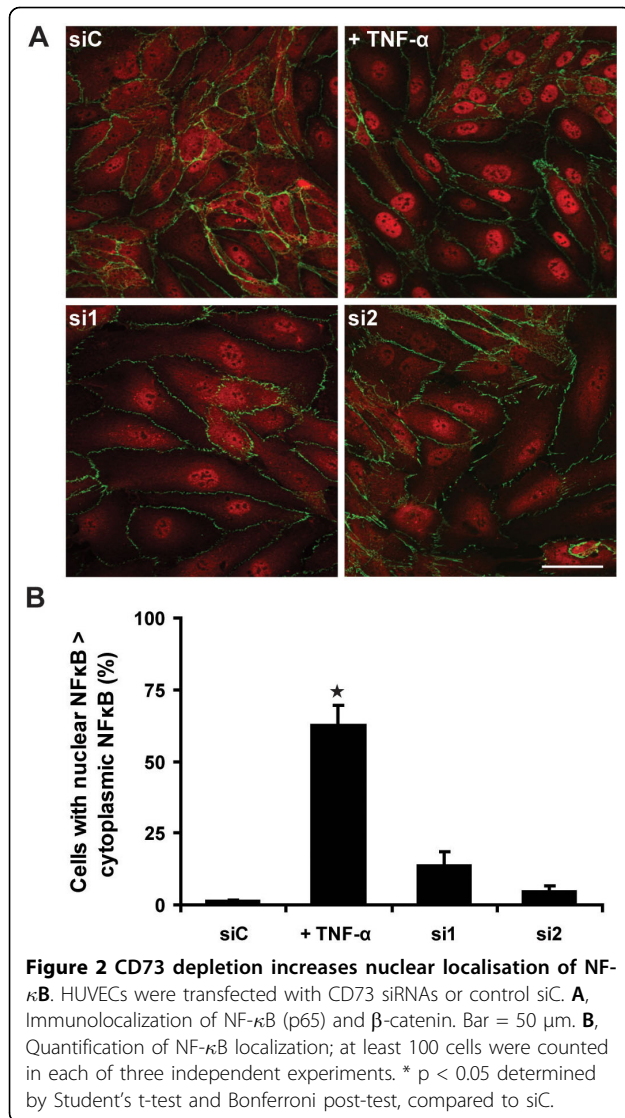 A
siC
+ TNF-α
si1
si2
B
Cells with nuclear NFκB >
cytoplasmic NFκB (%)
100
75
50
25
0
★
siC
+ TNF-α
si1
si2
Figure 2 CD73 depletion increases nuclear localisation of NF-
κB. HUVECs were transfected with CD73 siRNAs or control siC. A,
Immunolocalization of NF-κB (p65) and β-catenin. Bar = 50 μm. B,
Quantification of NF-κB localization; at least 100 cells were counted
in each of three independent experiments. * p < 0.05 determined
by Student's t-test and Bonferroni post-test, compared to siC.